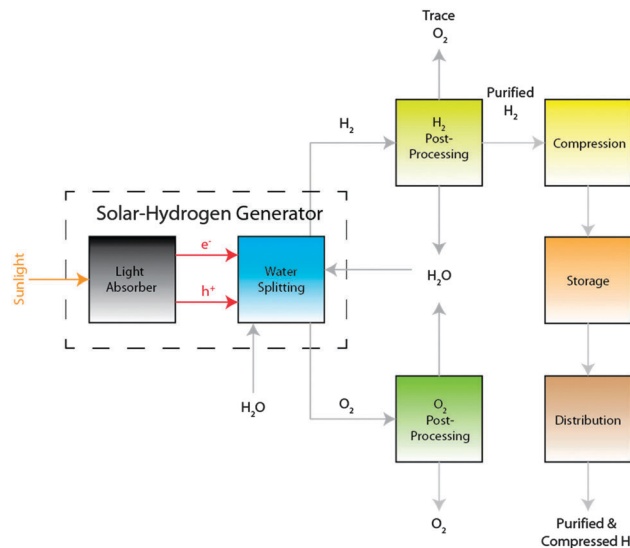 Trace
O₂
Purified
H₂
H₂
H₂
Post-
Processing
Compression
Solar-Hydrogen Generator
Sunlight
Light
Absorber
e⁻
h⁺
Water
Splitting
H₂O
Storage
H₂O
O₂
O₂
Post-
Processing
Distribution
O₂
Purified &
Compressed H